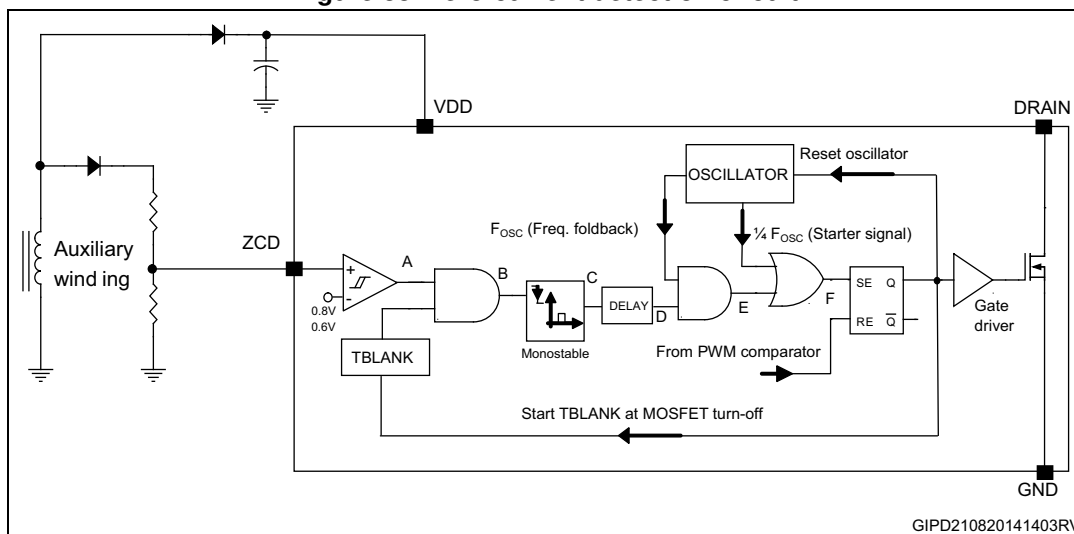 VDD
DRAIN
Reset oscillator
OSCILLATOR
ZCD
FOSC (Freq. foldback)
¼ FOSC (Starter signal)
Auxiliary
wind ing
A
B
C
D
E
F
+
-
0.8V
0.6V
DELAY
SE Q
RE Q̅
Gate
driver
TBLANK
Monostable
From PWM comparator
Start TBLANK at MOSFET turn-off
GND
GIPD210820141403RV